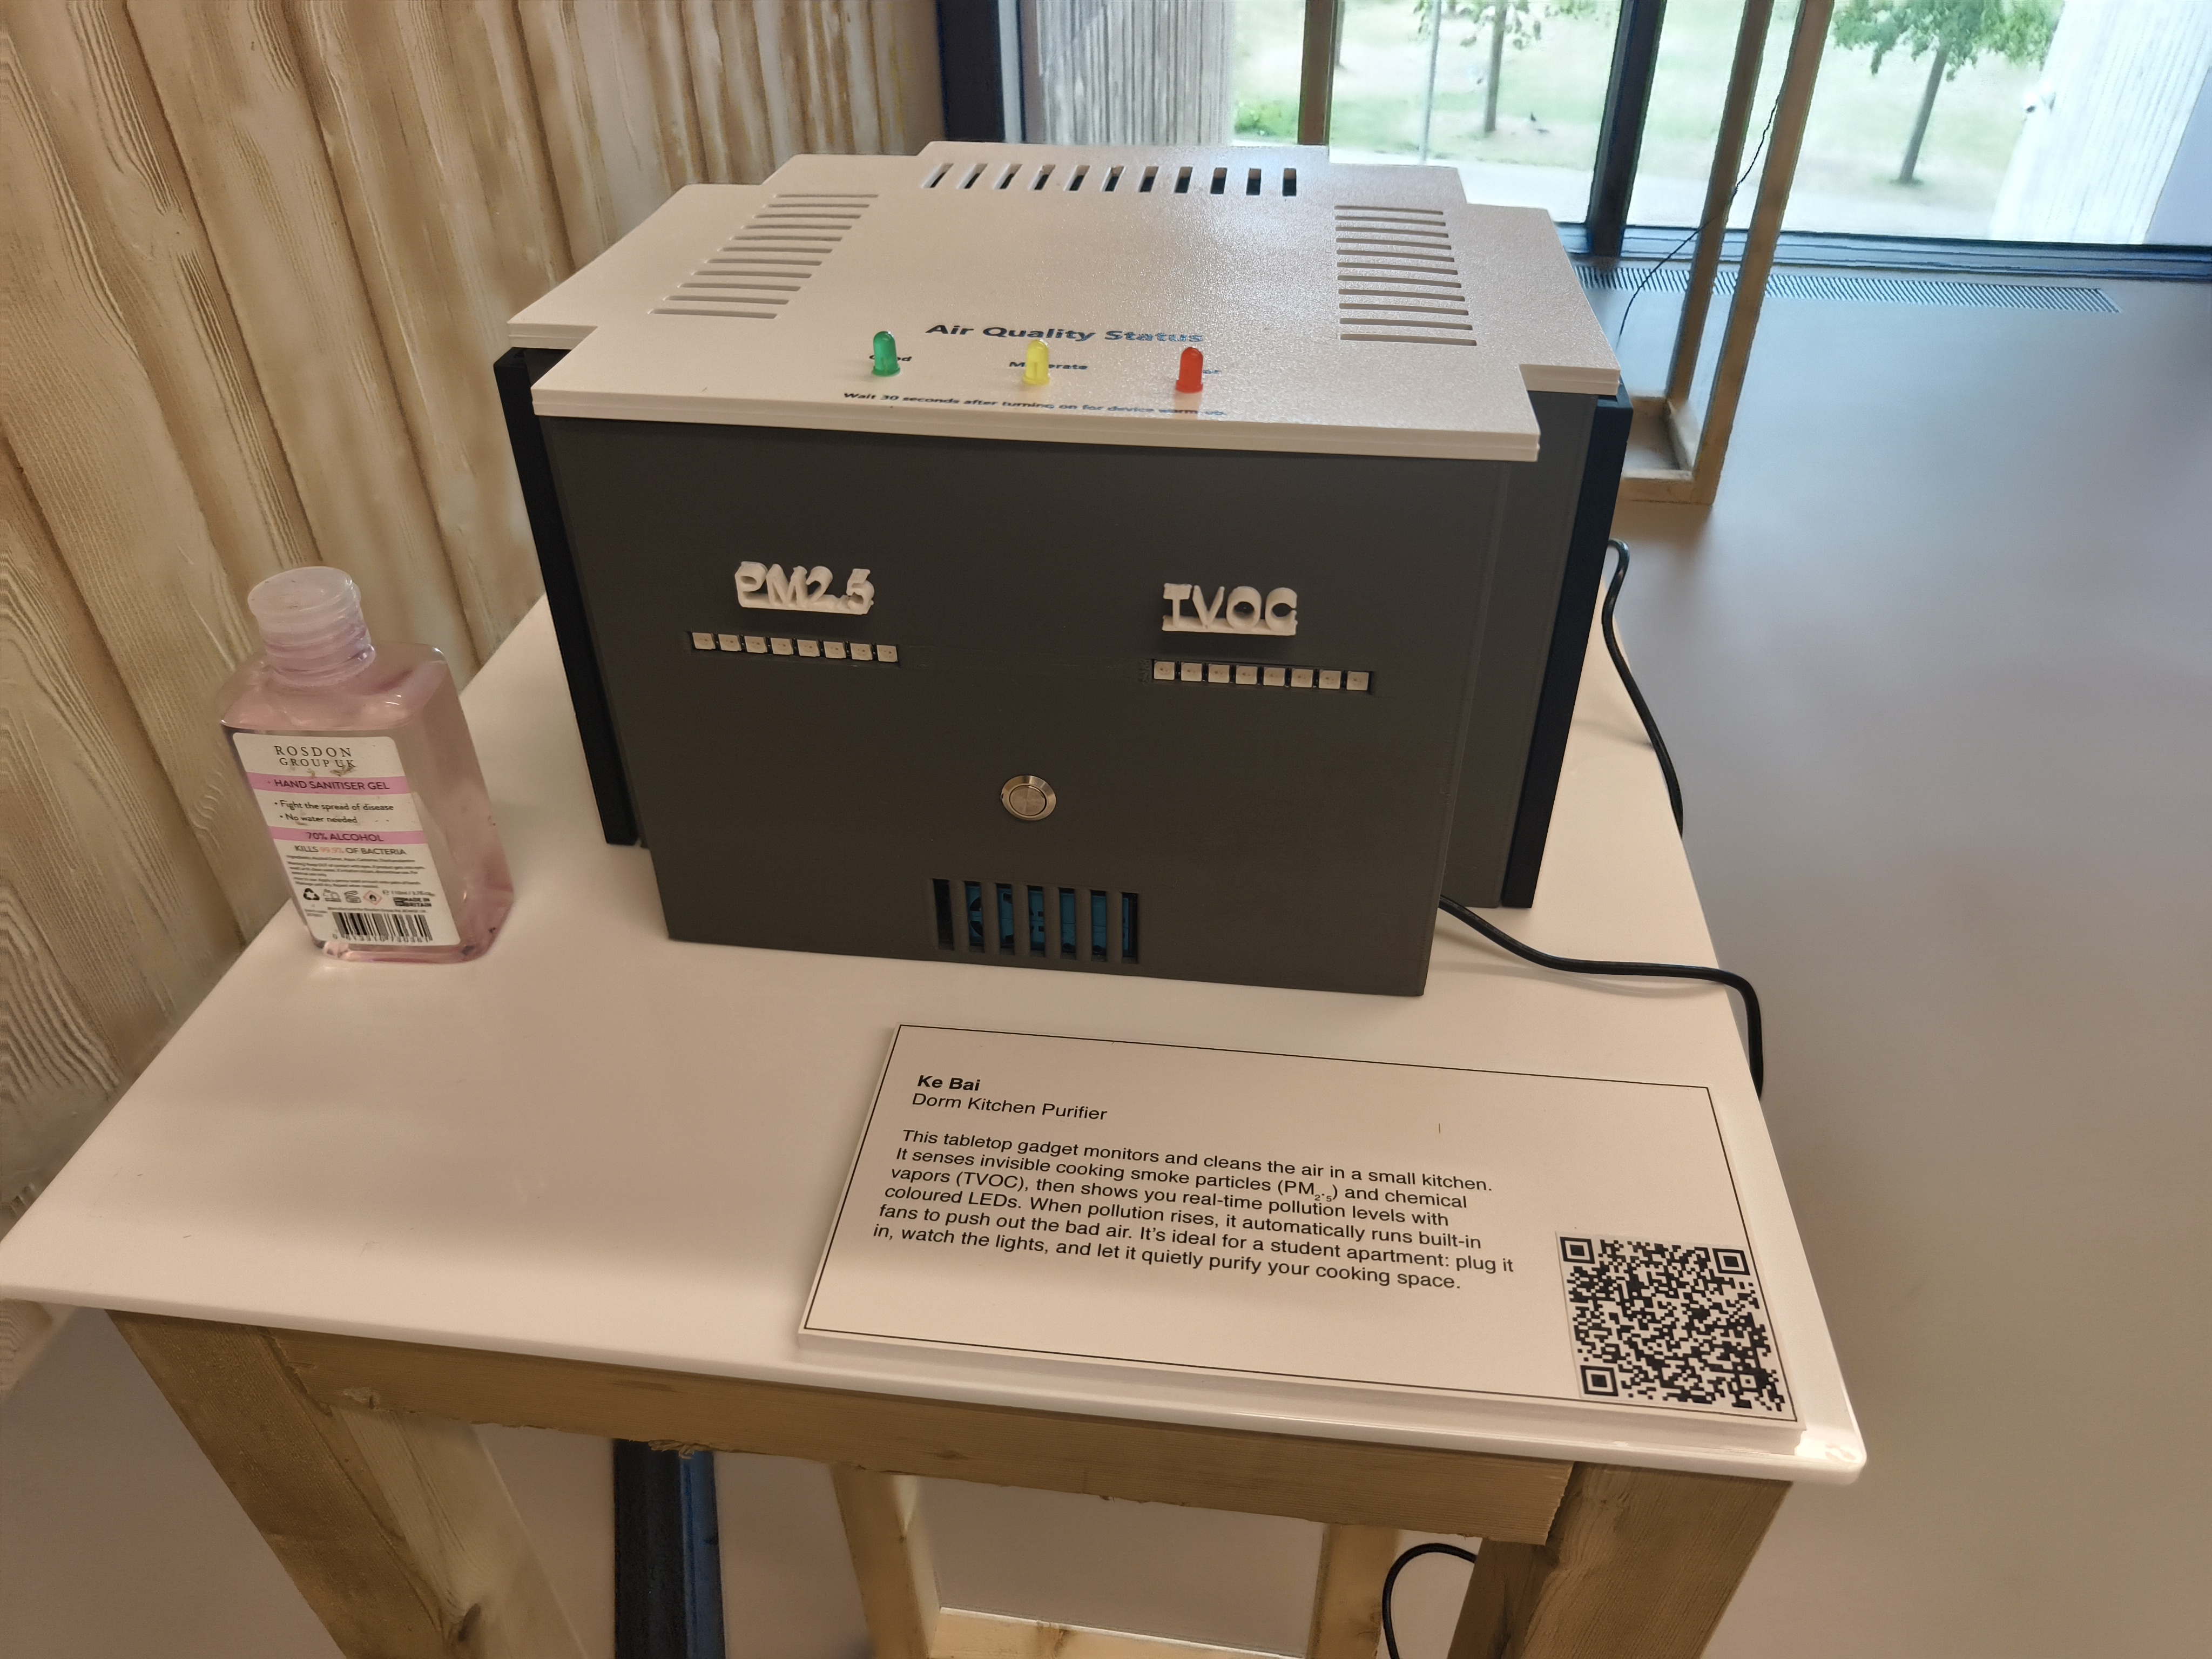 Air Quality Status
Wait 30 seconds after turning on for device warm-up.
PM2.5
TVOC
ROSDON
GROUP UK
HAND SANITISER GEL
• Fight the spread of disease
• No water needed
70% ALCOHOL
KILLS 99.9% OF BACTERIA
MADE IN
BRITAIN
Ke Bai
Dorm Kitchen Purifier
This tabletop gadget monitors and cleans the air in a small kitchen.
It senses invisible cooking smoke particles (PM₂.₅) and chemical
vapors (TVOC), then shows you real-time pollution levels with
coloured LEDs. When pollution rises, it automatically runs built-in
fans to push out the bad air. It's ideal for a student apartment: plug it
in, watch the lights, and let it quietly purify your cooking space.